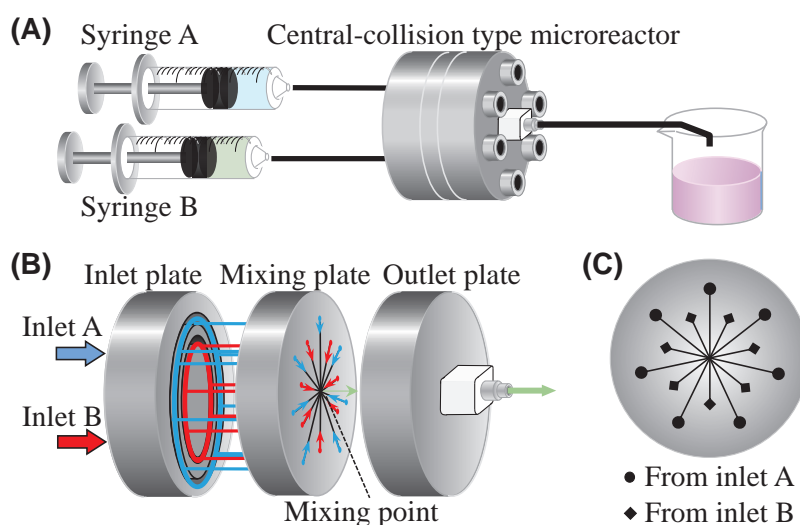 (A)
Syringe A
Central-collision type microreactor
Syringe B
(B)
Inlet plate
Mixing plate
Outlet plate
(C)
Inlet A
Inlet B
Mixing point
From inlet A
From inlet B